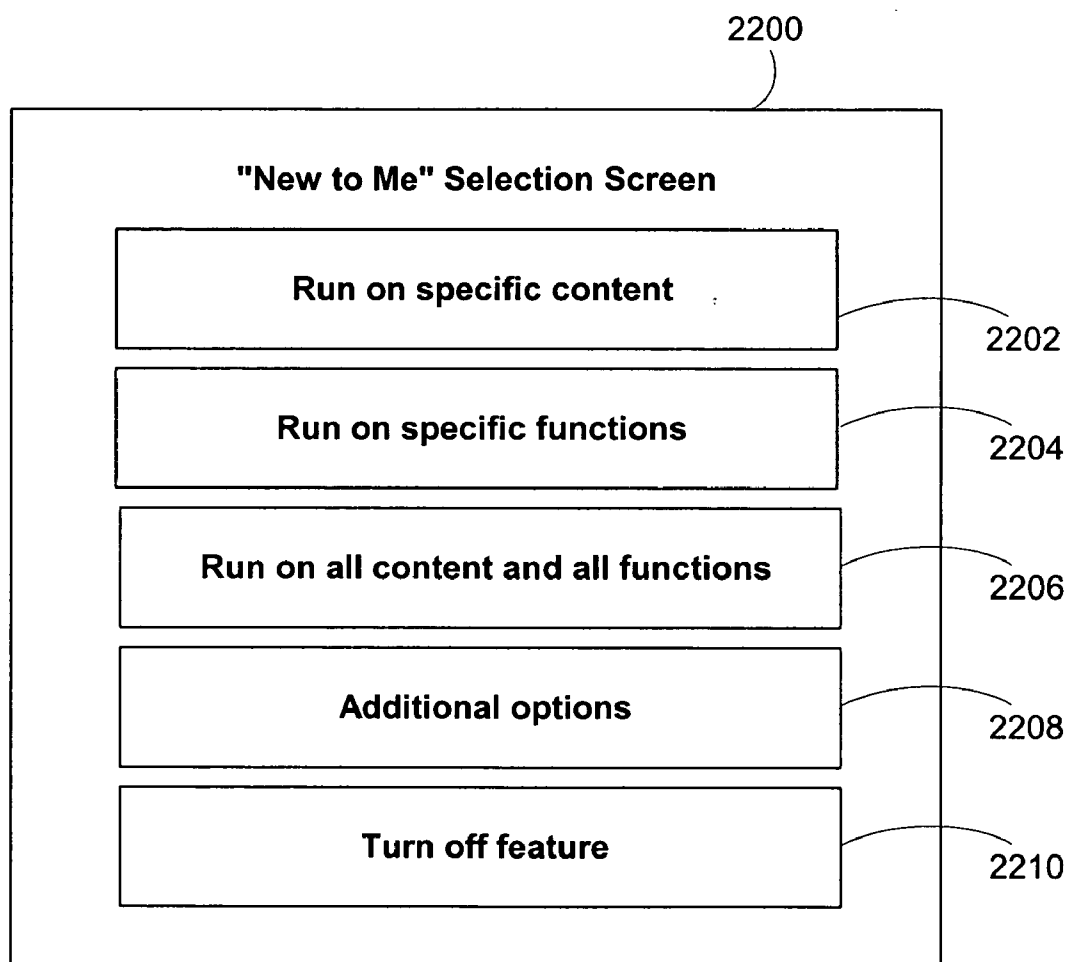 2200
"New to Me" Selection Screen
Run on specific content
2202
Run on specific functions
2204
Run on all content and all functions
2206
Additional options
2208
Turn off feature
2210